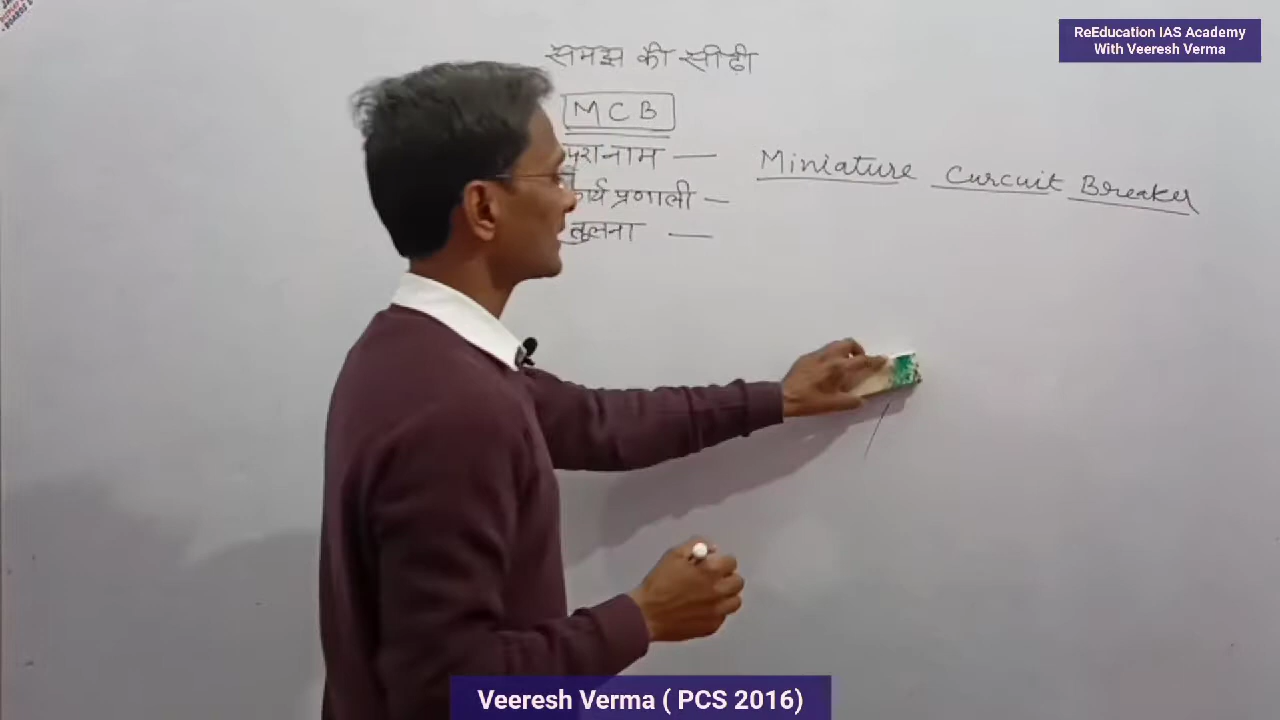 ReEducation IAS Academy
With Veeresh Verma
समझ की सीढ़ी
MCB
पूरा नाम — Miniature Curcuit Breaker
कार्य प्रणाली —
तुलना —
Veeresh Verma ( PCS 2016)